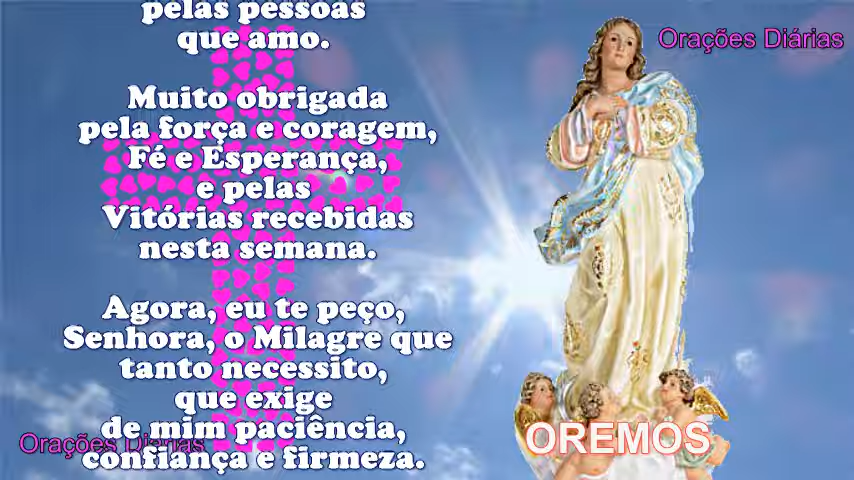 pelas pessoas
que amo.
Muito obrigada
pela força e coragem,
Fé e Esperança,
e pelas
Vitórias recebidas
nesta semana.
Agora, eu te peço,
Senhora, o Milagre que
tanto necessito,
que exige
de mim paciência,
confiança e firmeza.
Orações Diárias
Orações Diárias
OREMOS